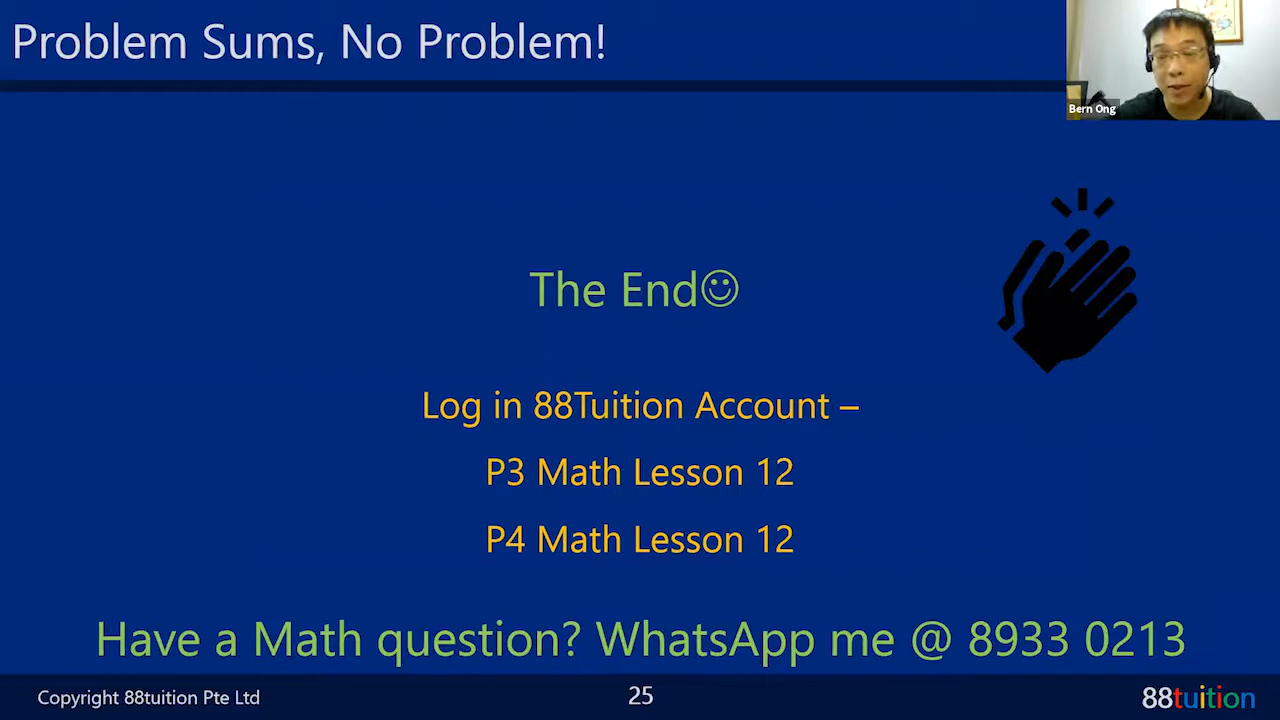 Problem Sums, No Problem!
Bern Ong
The End☺
Log in 88Tuition Account –
P3 Math Lesson 12
P4 Math Lesson 12
Have a Math question? WhatsApp me @ 8933 0213
Copyright 88tuition Pte Ltd
25
88tuition